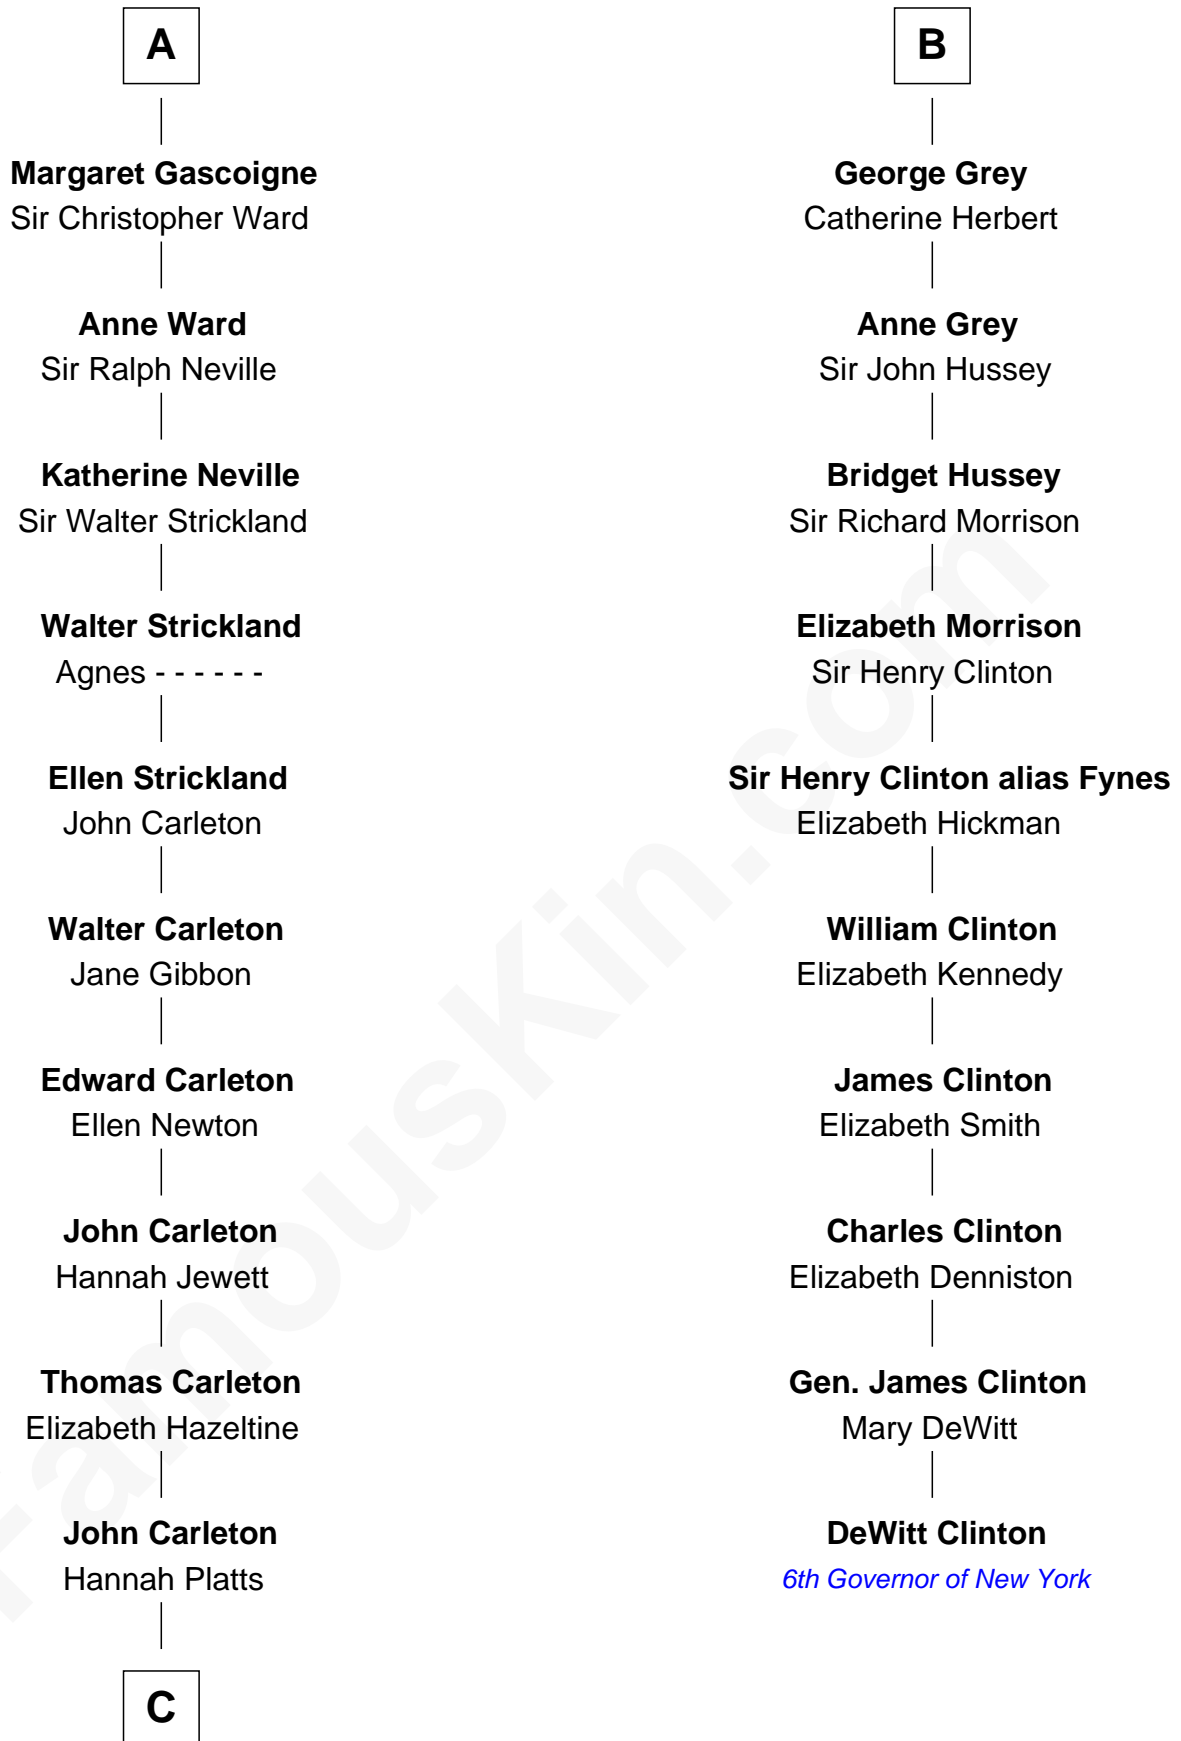 A
Margaret Gascoigne
Sir Christopher Ward
Anne Ward
Sir Ralph Neville
Katherine Neville
Sir Walter Strickland
Walter Strickland
Agnes - - - - - -
Ellen Strickland
John Carleton
Walter Carleton
Jane Gibbon
Edward Carleton
Ellen Newton
John Carleton
Hannah Jewett
Thomas Carleton
Elizabeth Hazeltine
John Carleton
Hannah Platts
C
B
George Grey
Catherine Herbert
Anne Grey
Sir John Hussey
Bridget Hussey
Sir Richard Morrison
Elizabeth Morrison
Sir Henry Clinton
Sir Henry Clinton alias Fynes
Elizabeth Hickman
William Clinton
Elizabeth Kennedy
James Clinton
Elizabeth Smith
Charles Clinton
Elizabeth Denniston
Gen. James Clinton
Mary DeWitt
DeWitt Clinton
6th Governor of New York
FamousKin.com